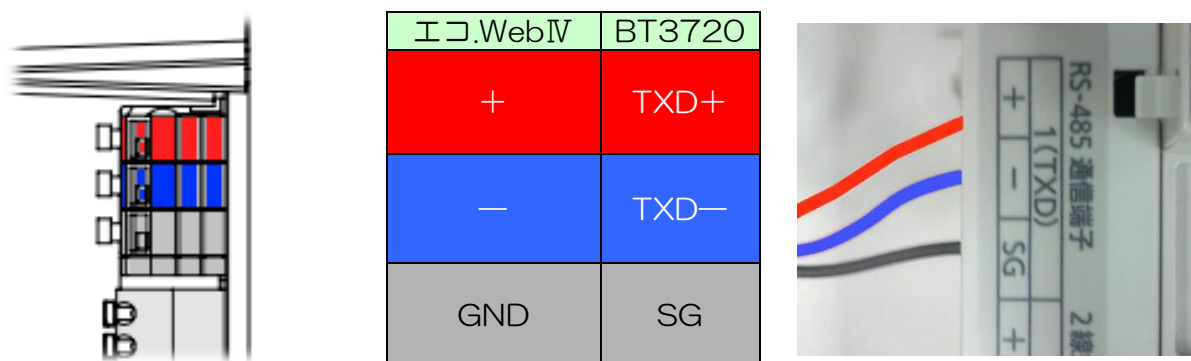 エコ.WebⅣ BT3720
+ TXD+
− TXD−
GND SG
RS-485 通信端子 2線
1(TXD)
+ − SG +